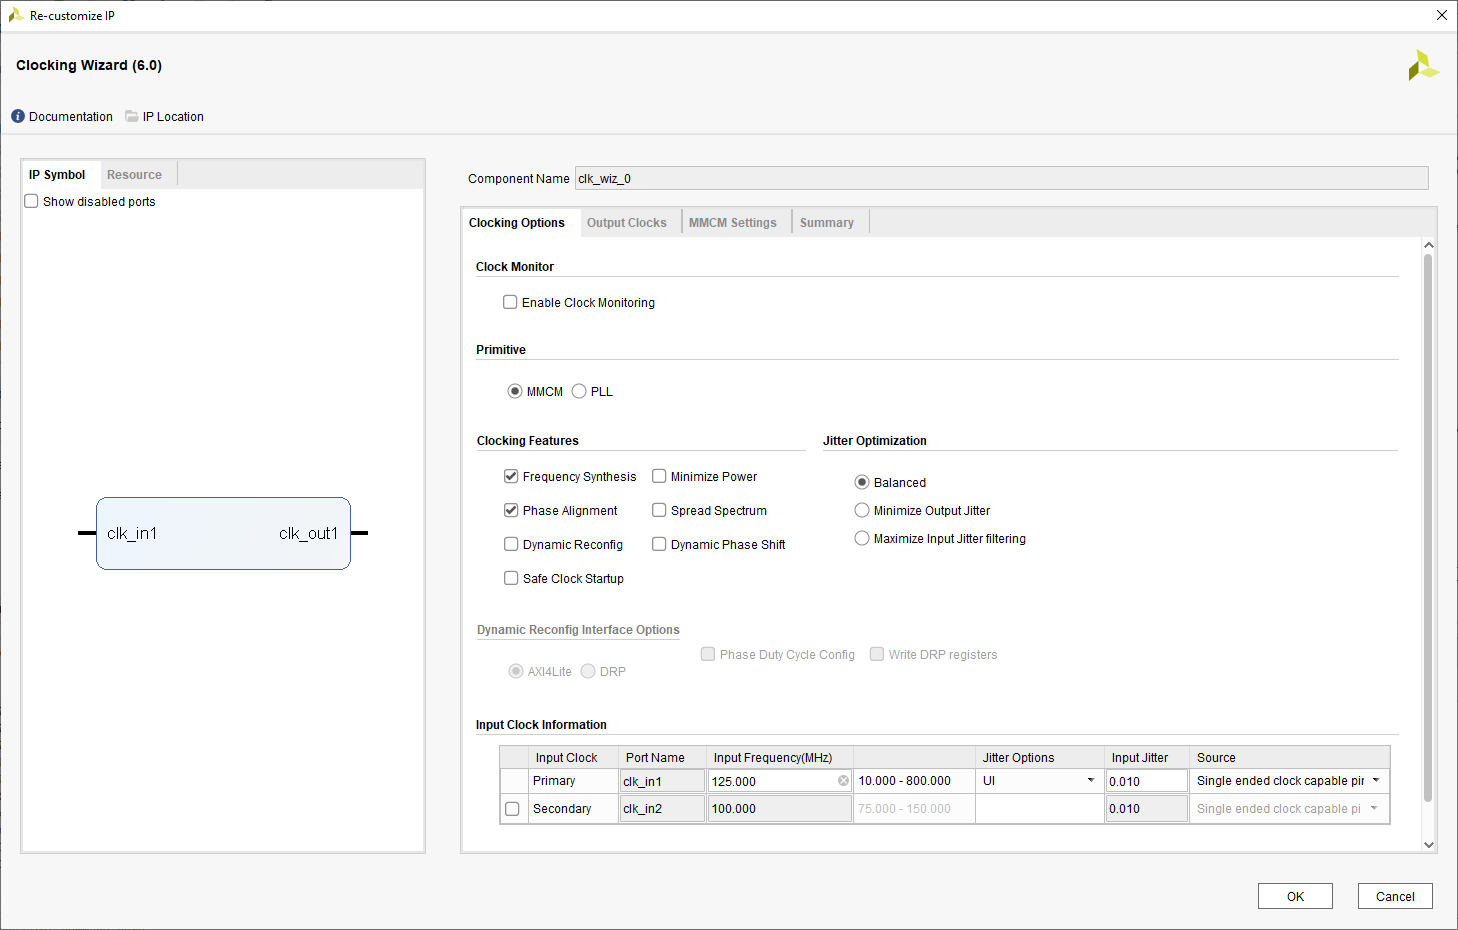 Re-customize IP
Clocking Wizard (6.0)
Documentation IP Location
IP Symbol Resource
Show disabled ports
clk_in1 clk_out1
Component Name clk_wiz_0
Clocking Options Output Clocks MMCM Settings Summary
Clock Monitor
Enable Clock Monitoring
Primitive
MMCM PLL
Clocking Features Jitter Optimization
Frequency Synthesis Minimize Power Balanced
Phase Alignment Spread Spectrum Minimize Output Jitter
Dynamic Reconfig Dynamic Phase Shift Maximize Input Jitter filtering
Safe Clock Startup
Dynamic Reconfig Interface Options
Phase Duty Cycle Config Write DRP registers
AXI4Lite DRP
Input Clock Information
Input Clock Port Name Input Frequency(MHz) Jitter Options Input Jitter Source
Primary clk_in1 125.000 10.000 - 800.000 UI 0.010 Single ended clock capable pin
Secondary clk_in2 100.000 75.000 - 150.000 0.010 Single ended clock capable pi
OK Cancel